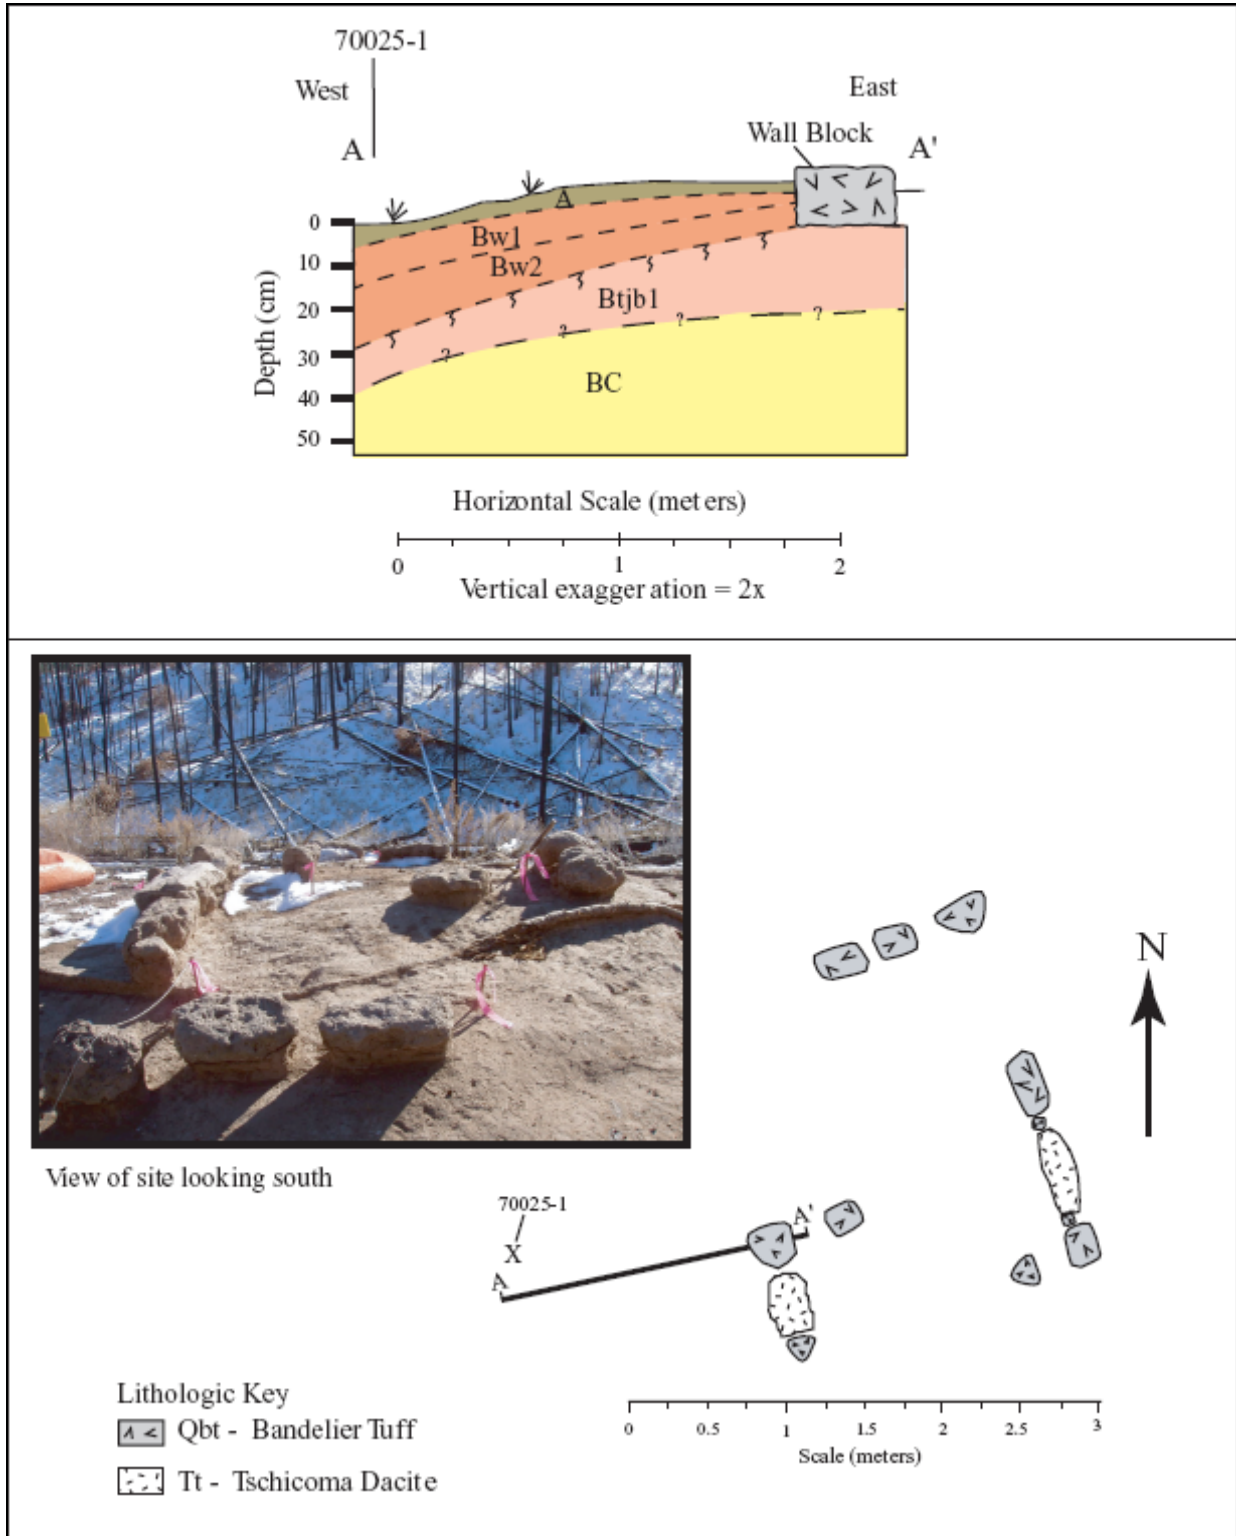 70025-1
West
East
A
Wall Block
A'
A
Bw1
Bw2
Btjb1
BC
Depth (cm)
0
10
20
30
40
50
? ? ? ?
Horizontal Scale (meters)
0 1 2
Vertical exaggeration = 2x
View of site looking south
N
70025-1
X
A
A'
Lithologic Key
Qbt - Bandelier Tuff
Tt - Tschicoma Dacite
0 0.5 1 1.5 2 2.5 3
Scale (meters)